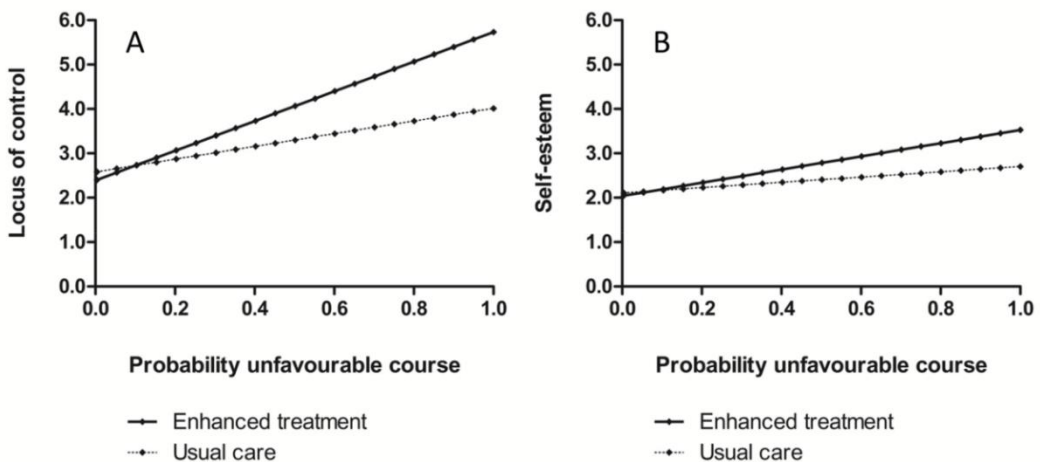 A
6.0
5.0
4.0
3.0
2.0
1.0
0.0
Locus of control
0.0 0.2 0.4 0.6 0.8 1.0
Probability unfavourable course
Enhanced treatment
Usual care
B
6.0
5.0
4.0
3.0
2.0
1.0
0.0
Self-esteem
0.0 0.2 0.4 0.6 0.8 1.0
Probability unfavourable course
Enhanced treatment
Usual care